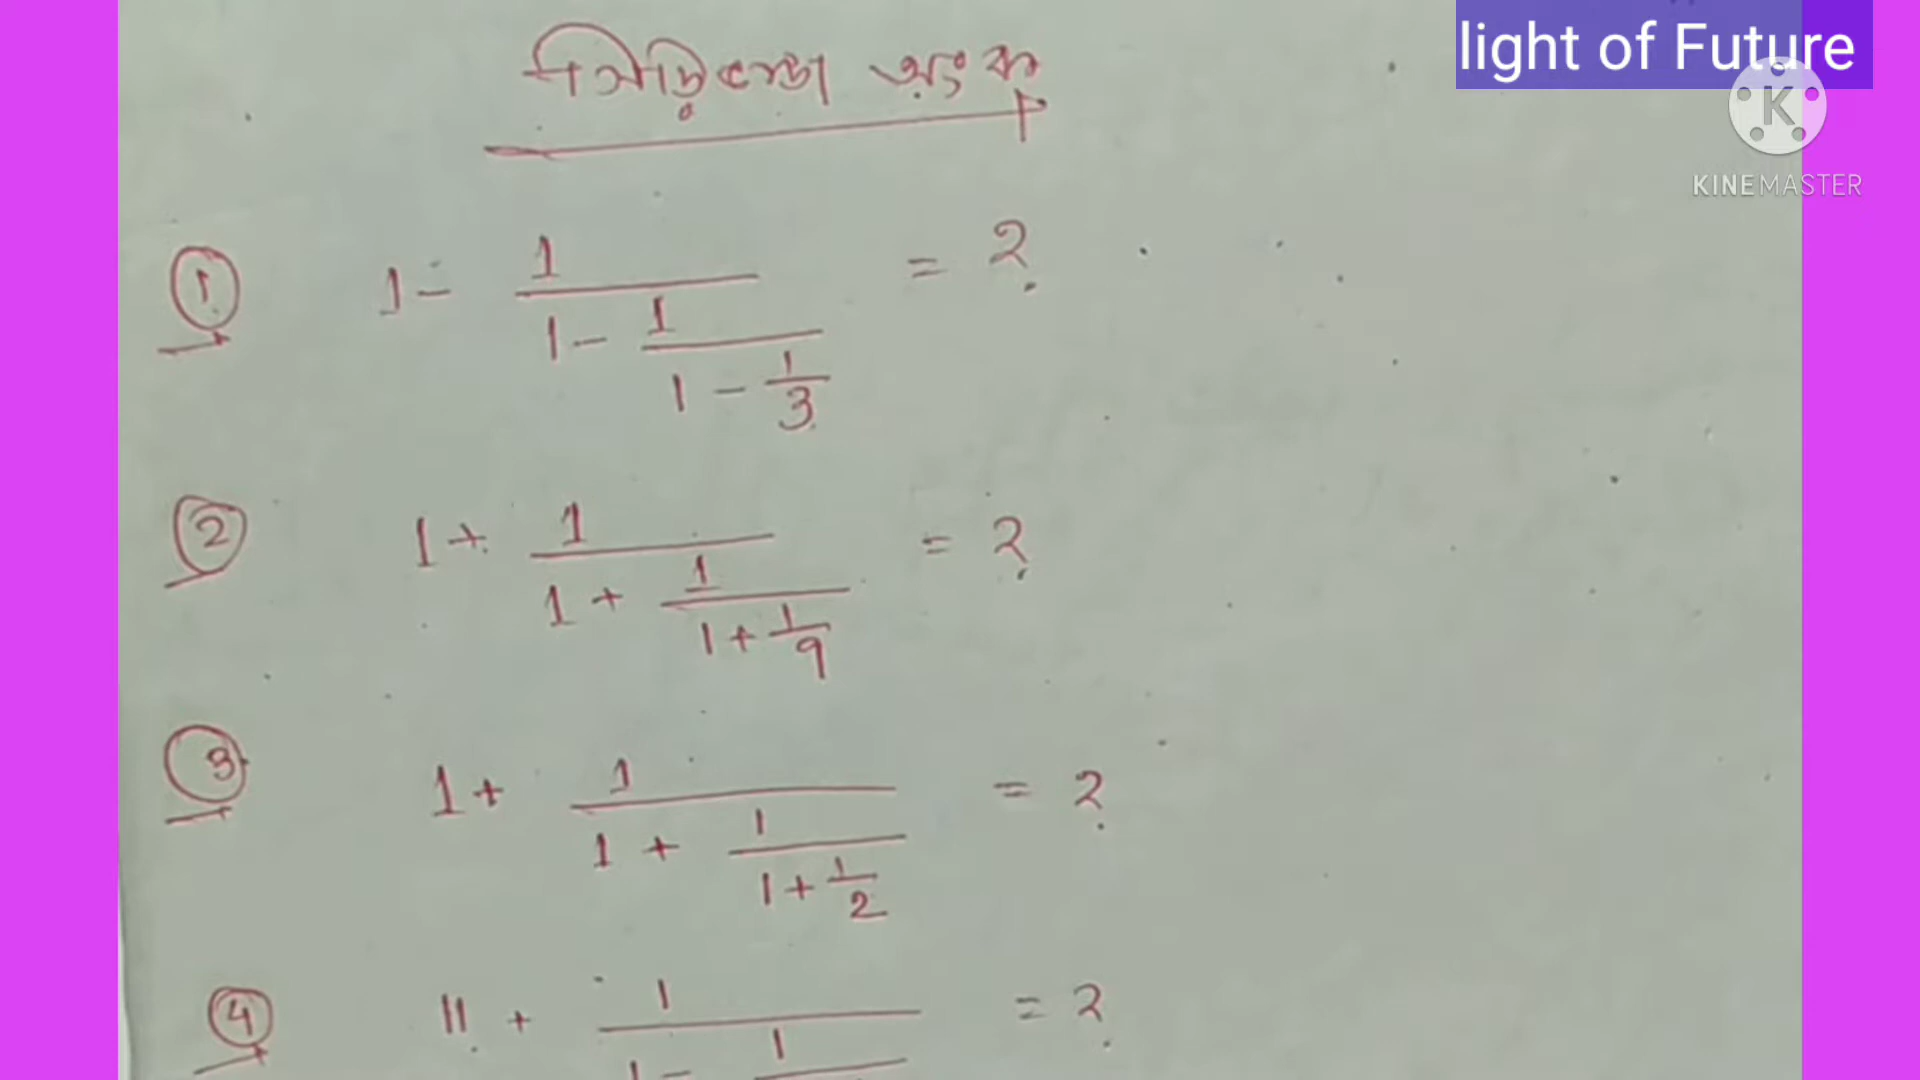 light of Future
K
KINEMASTER
সিঁড়িভাঙা অংক
① 1 - 1/(1 - 1/(1 - 1/3)) = ?
② 1 + 1/(1 + 1/(1 + 1/9)) = ?
③ 1 + 1/(1 + 1/(1 + 1/2)) = ?
④ 11 + 1/(1 - 1/ = ?